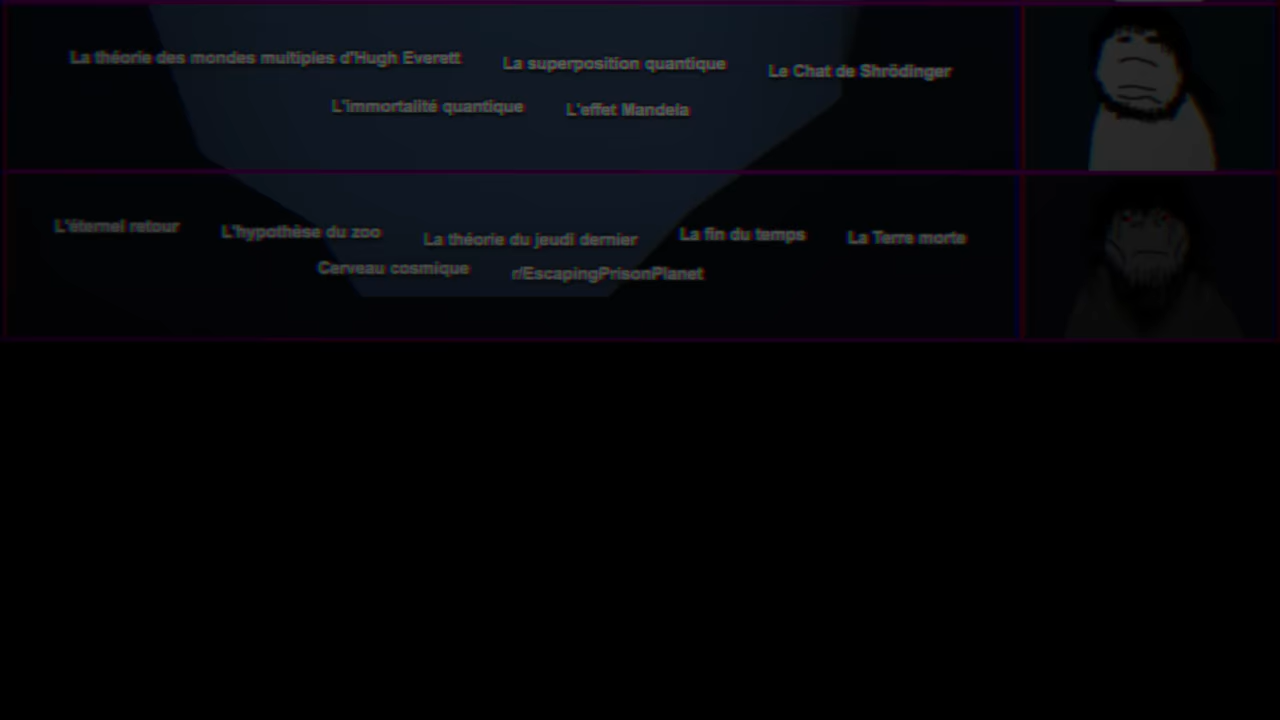 La théorie des mondes multiples d'Hugh Everett
La superposition quantique
Le Chat de Shrödinger
L'immortalité quantique
L'effet Mandela
L'éternel retour
L'hypothèse du zoo
La théorie du jeudi dernier
La fin du temps
La Terre morte
Cerveau cosmique
r/EscapingPrisonPlanet